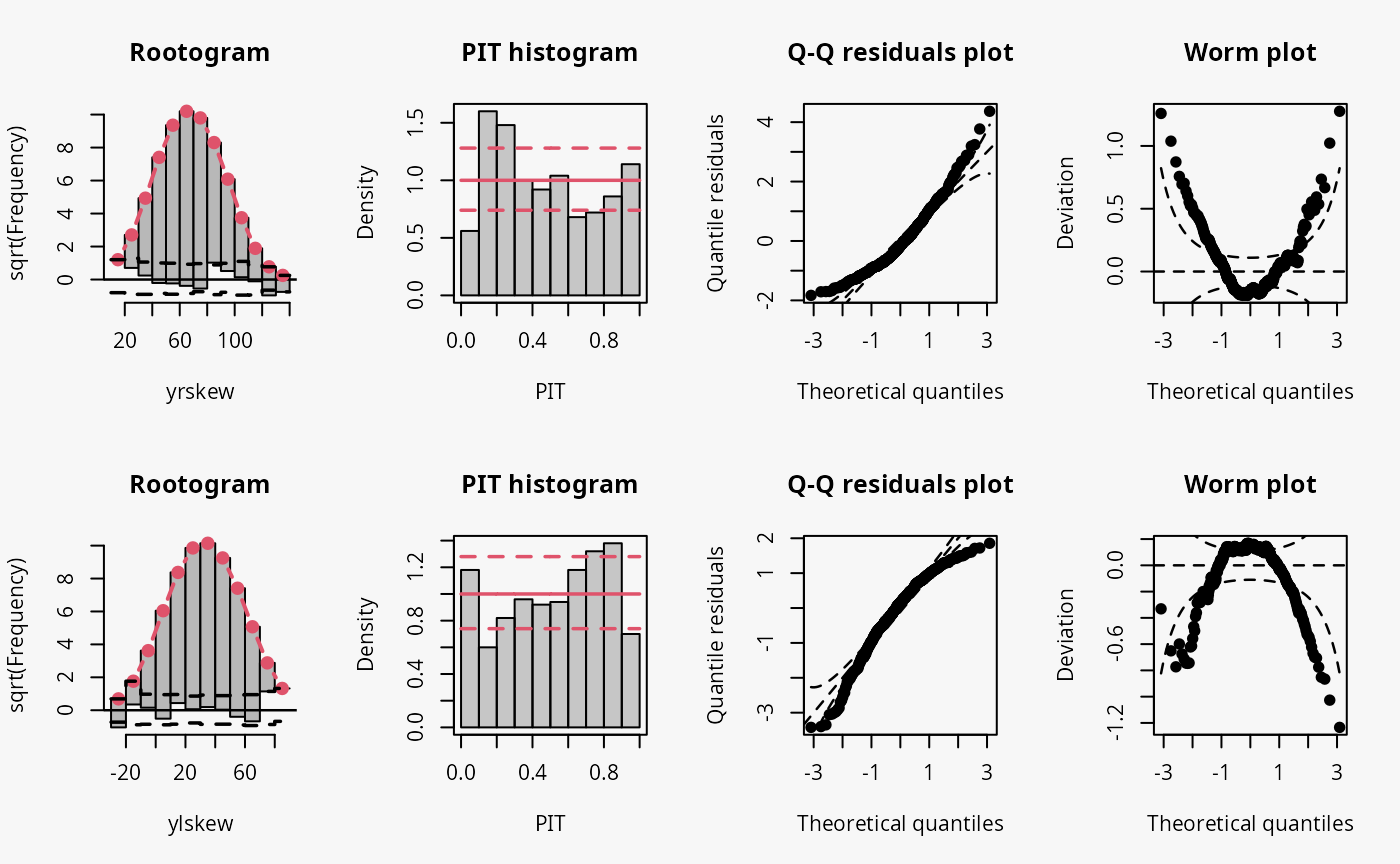 Rootogram
sqrt(Frequency)
0 2 4 6 8
20 60 100
yrskew
PIT histogram
Density
0.0 0.5 1.0 1.5
0.0 0.4 0.8
PIT
Q-Q residuals plot
Quantile residuals
-2 0 2 4
-3 -1 1 3
Theoretical quantiles
Worm plot
Deviation
0.0 0.5 1.0
-3 -1 1 3
Theoretical quantiles
Rootogram
sqrt(Frequency)
0 2 4 6 8
-20 20 60
ylskew
PIT histogram
Density
0.0 0.4 0.8 1.2
0.0 0.4 0.8
PIT
Q-Q residuals plot
Quantile residuals
-3 -1 1 2
-3 -1 1 3
Theoretical quantiles
Worm plot
Deviation
-1.2 -0.6 0.0
-3 -1 1 3
Theoretical quantiles